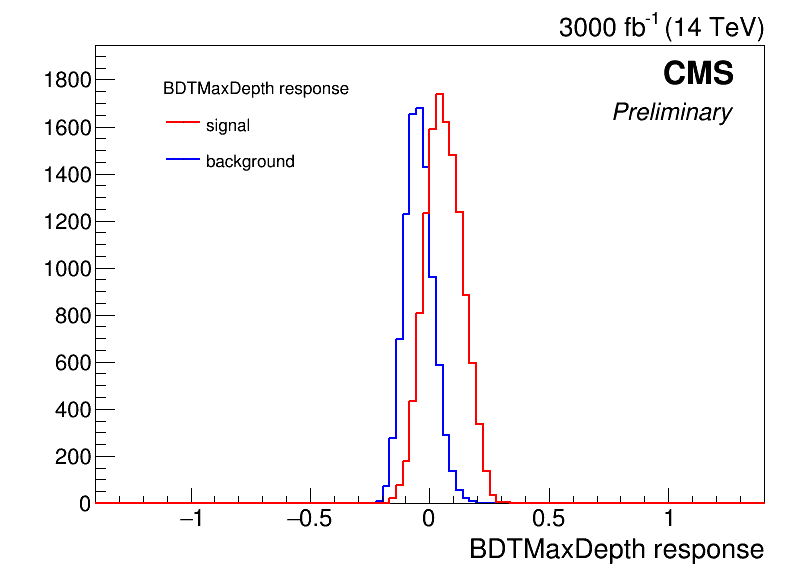 3000 fb⁻¹ (14 TeV)
CMS
Preliminary
BDTMaxDepth response
signal
background
1800
1600
1400
1200
1000
800
600
400
200
0
−1 −0.5 0 0.5 1
BDTMaxDepth response